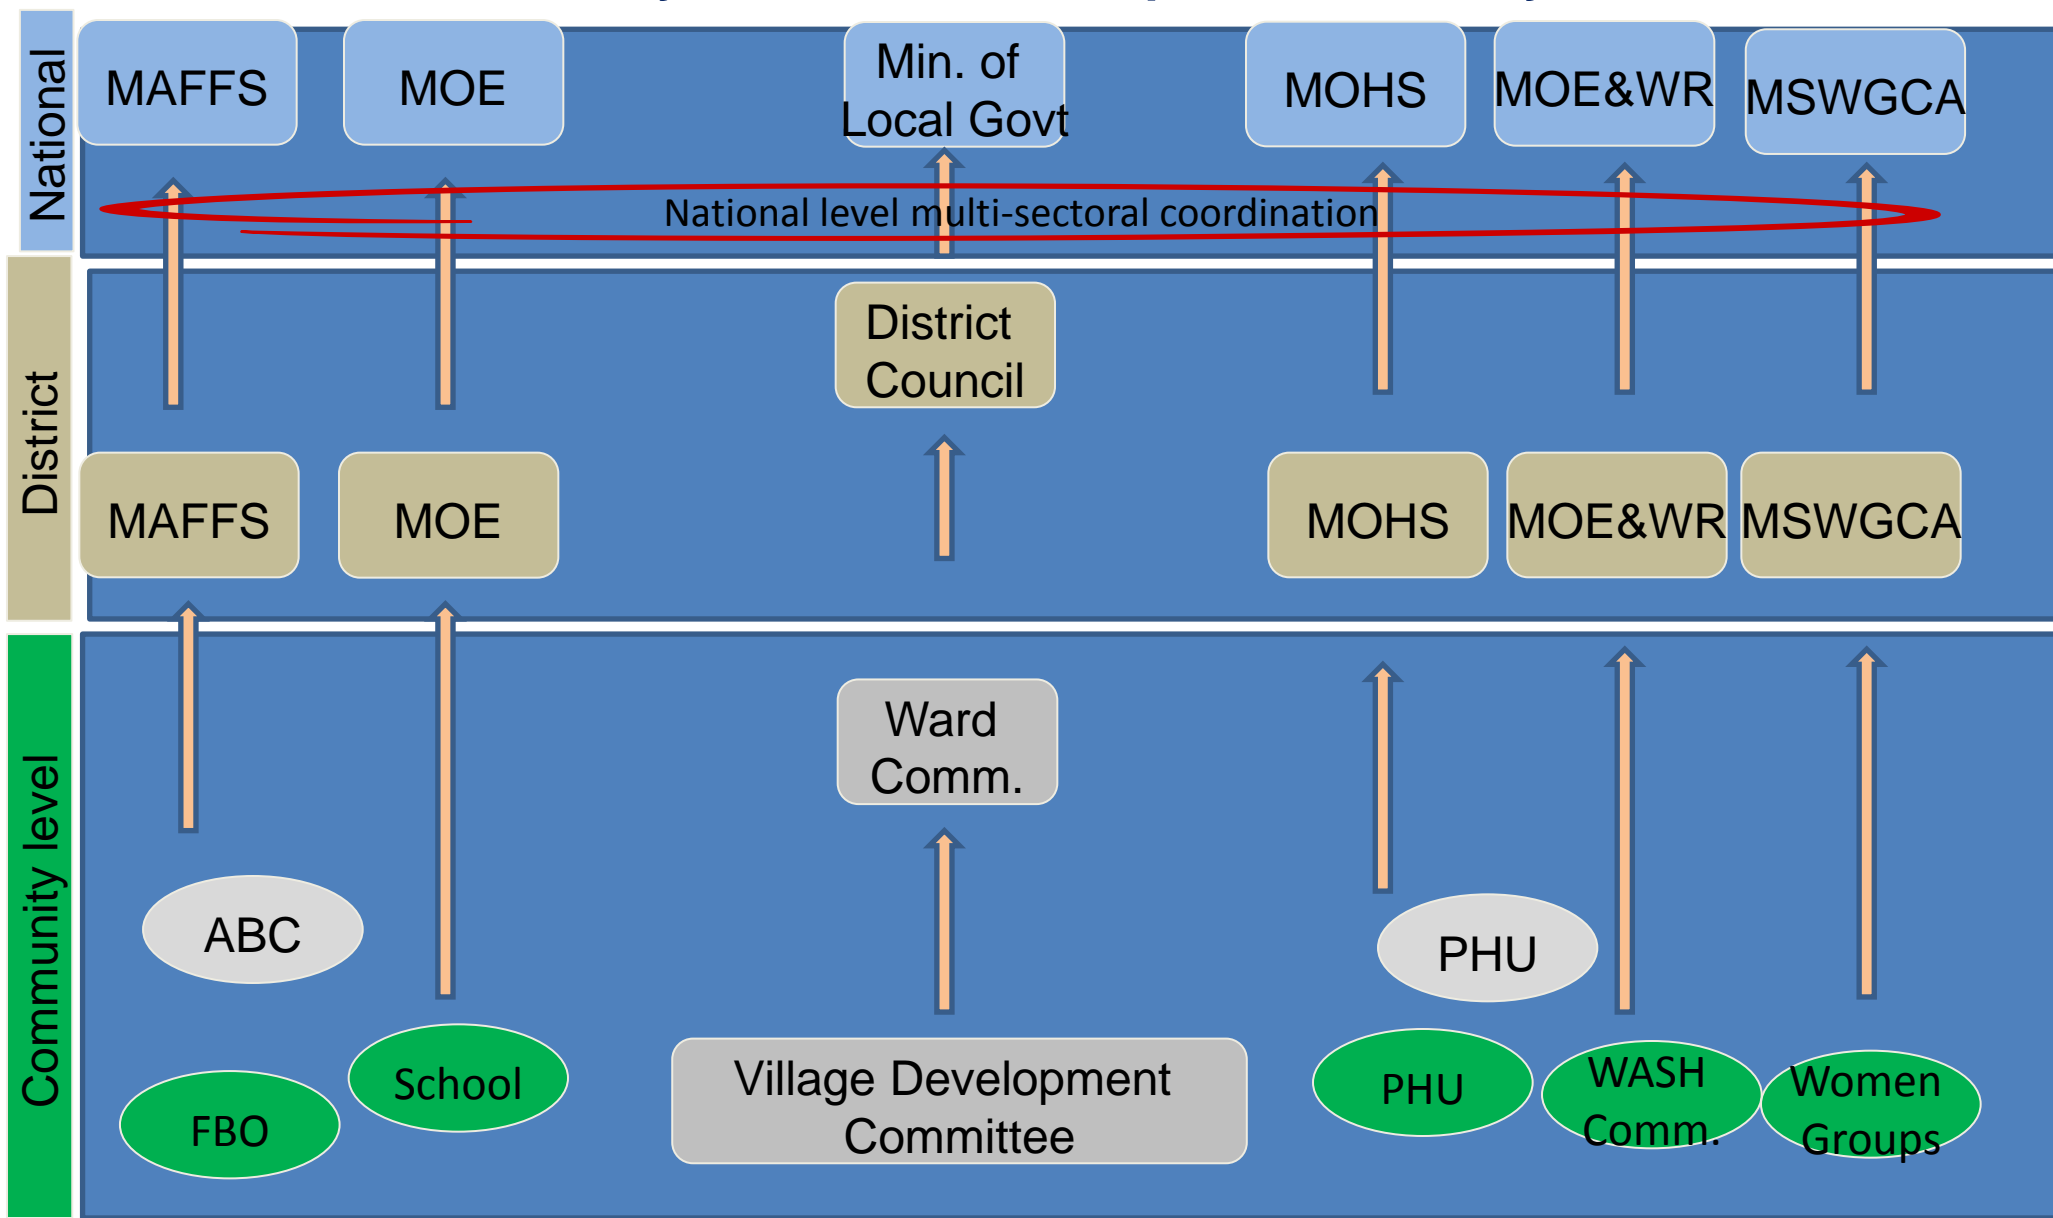 National
MAFFS
MOE
Min. of
Local Govt
MOHS
MOE&WR
MSWGCA
National level multi-sectoral coordination
District
District
Council
MAFFS
MOE
MOHS
MOE&WR
MSWGCA
Community level
Ward
Comm.
ABC
PHU
FBO
School
Village Development
Committee
PHU
WASH
Comm.
Women
Groups